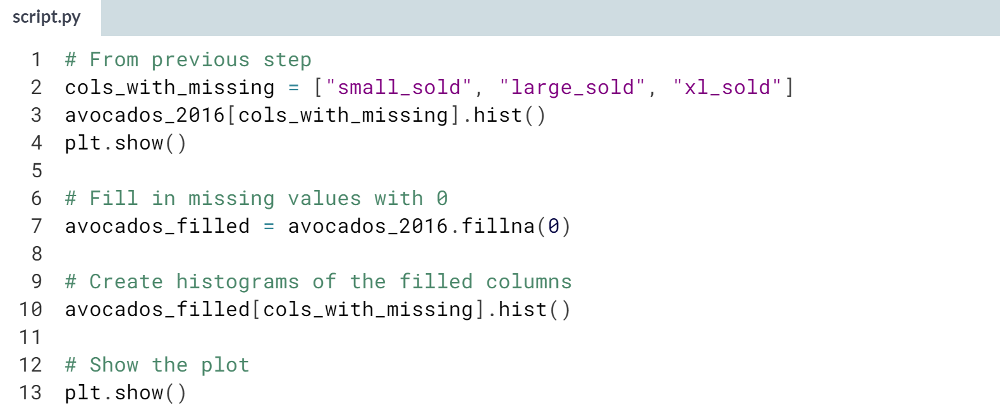 script.py
1 # From previous step
2 cols_with_missing = ["small_sold", "large_sold", "xl_sold"]
3 avocados_2016[cols_with_missing].hist()
4 plt.show()
5
6 # Fill in missing values with 0
7 avocados_filled = avocados_2016.fillna(0)
8
9 # Create histograms of the filled columns
10 avocados_filled[cols_with_missing].hist()
11
12 # Show the plot
13 plt.show()